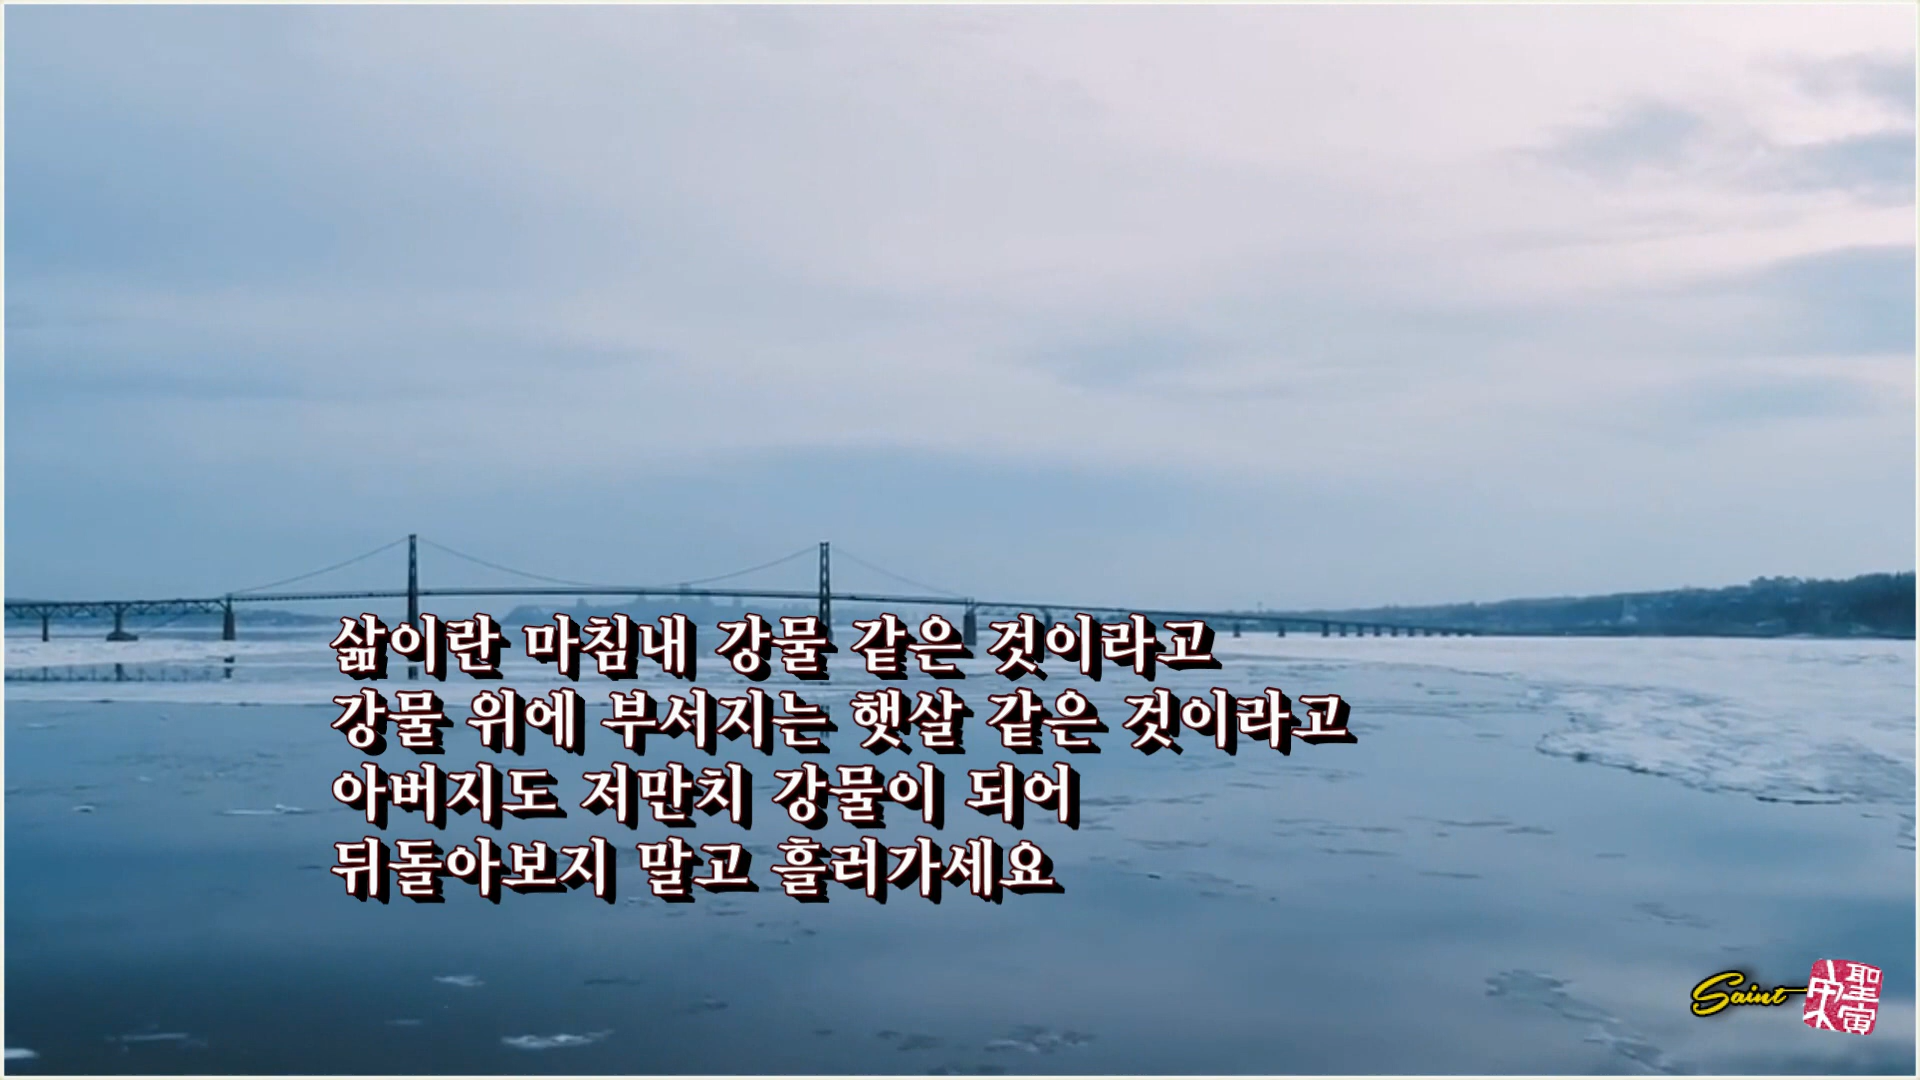 삶이란 마침내 강물 같은 것이라고
강물 위에 부서지는 햇살 같은 것이라고
아버지도 저만치 강물이 되어
뒤돌아보지 말고 흘러가세요
Saint
聖寅